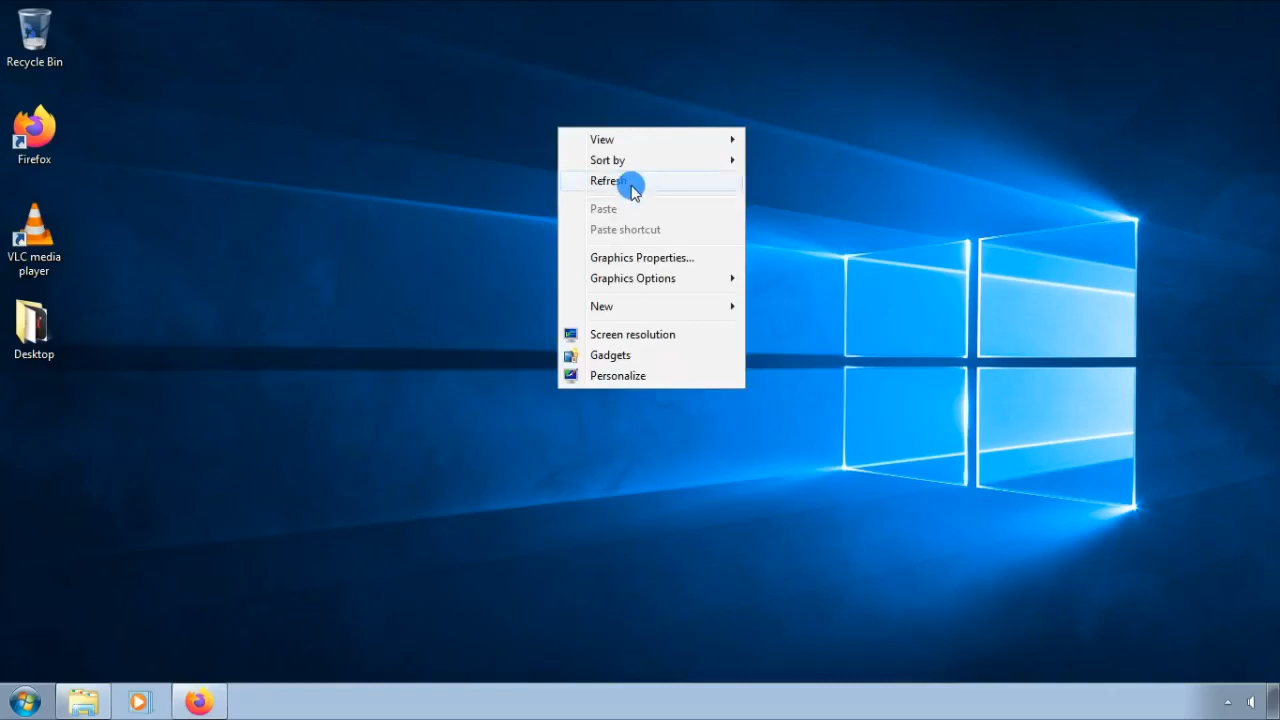 Recycle Bin
Firefox
VLC media
player
Desktop
View
Sort by
Refresh
Paste
Paste shortcut
Graphics Properties...
Graphics Options
New
Screen resolution
Gadgets
Personalize